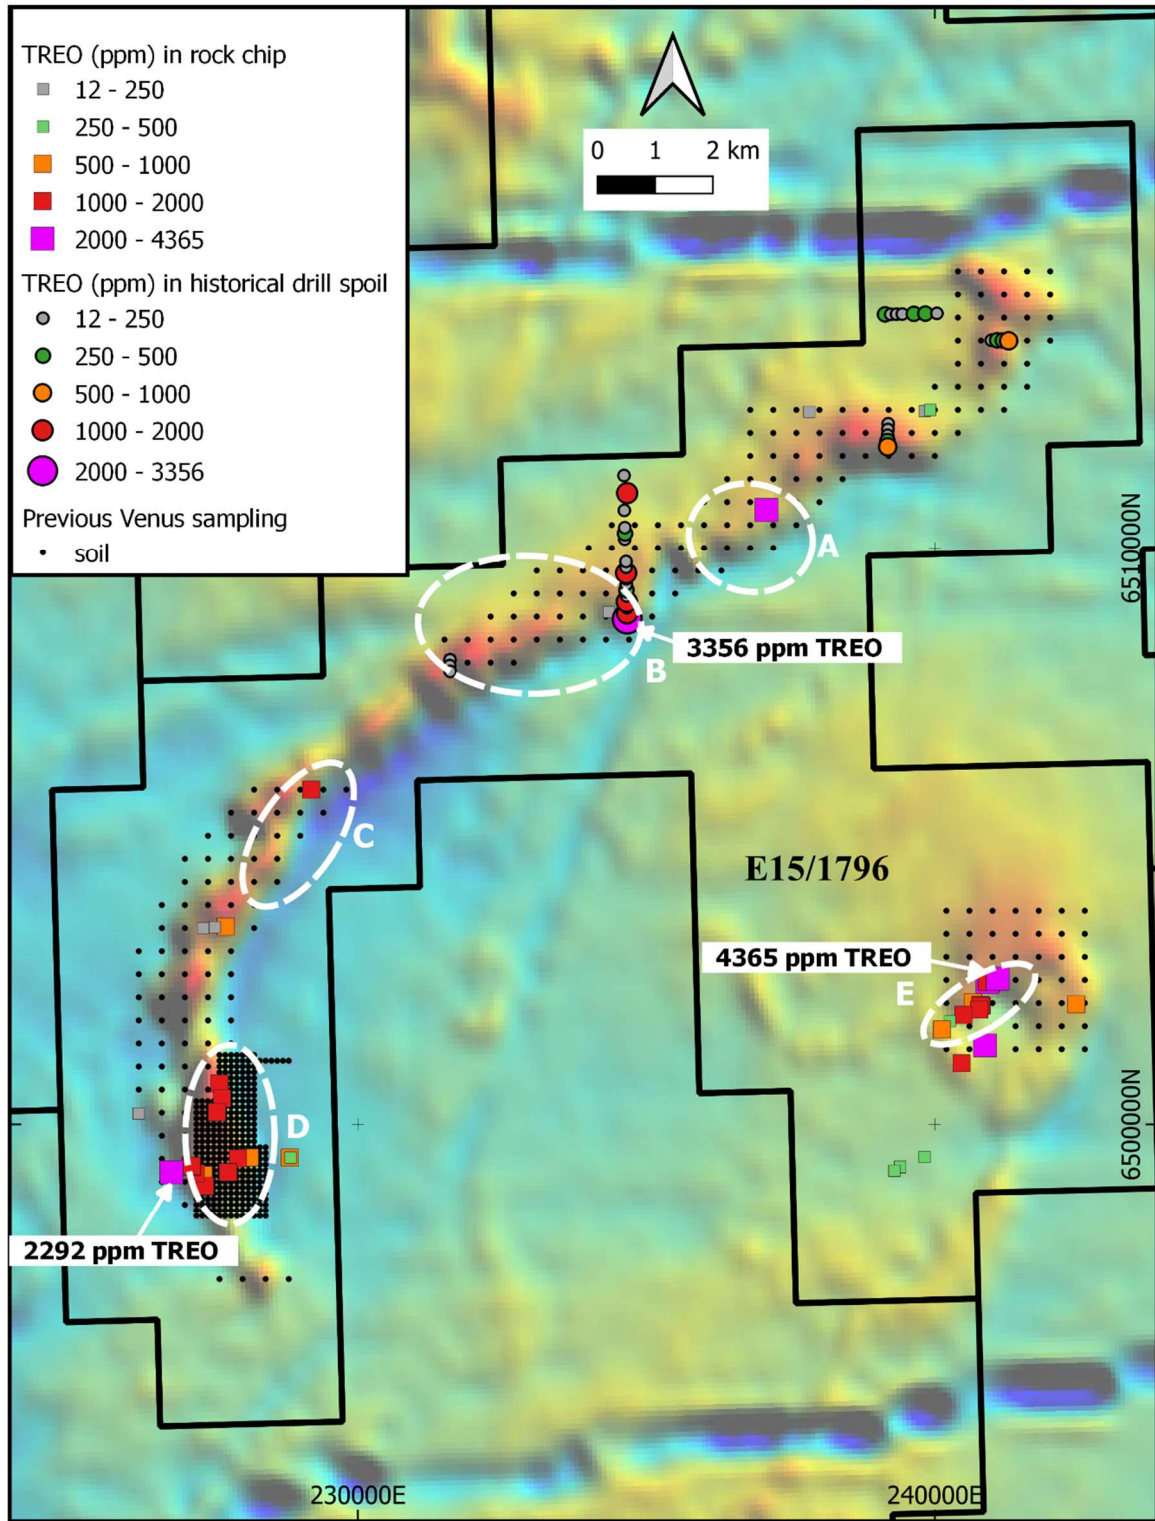 TREO (ppm) in rock chip
12 - 250
250 - 500
500 - 1000
1000 - 2000
2000 - 4365
TREO (ppm) in historical drill spoil
12 - 250
250 - 500
500 - 1000
1000 - 2000
2000 - 3356
Previous Venus sampling
soil
0 1 2 km
A
6510000N
3356 ppm TREO
B
C
E15/1796
4365 ppm TREO
E
D
6500000N
2292 ppm TREO
230000E
240000E